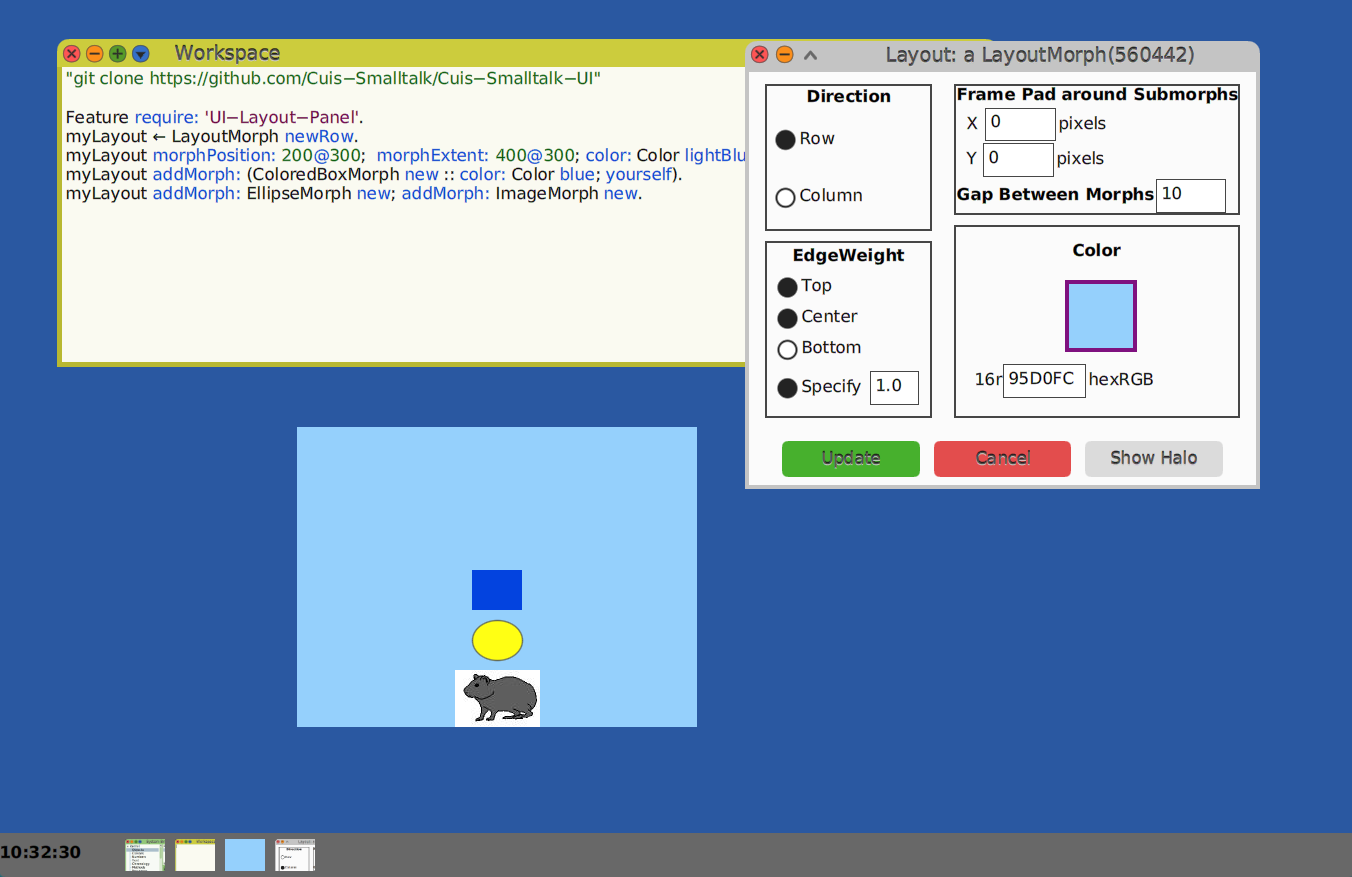 Workspace
"git clone https://github.com/Cuis-Smalltalk/Cuis-Smalltalk-UI"
Feature require: 'UI-Layout-Panel'.
myLayout ← LayoutMorph newRow.
myLayout morphPosition: 200@300;  morphExtent: 400@300; color: Color lightBlu
myLayout addMorph: (ColoredBoxMorph new :: color: Color blue; yourself).
myLayout addMorph: EllipseMorph new; addMorph: ImageMorph new.
Layout: a LayoutMorph(560442)
Direction
Row
Column
EdgeWeight
Top
Center
Bottom
Specify 1.0
Frame Pad around Submorphs
X 0 pixels
Y 0 pixels
Gap Between Morphs 10
Color
16r 95D0FC hexRGB
Update Cancel Show Halo
10:32:30